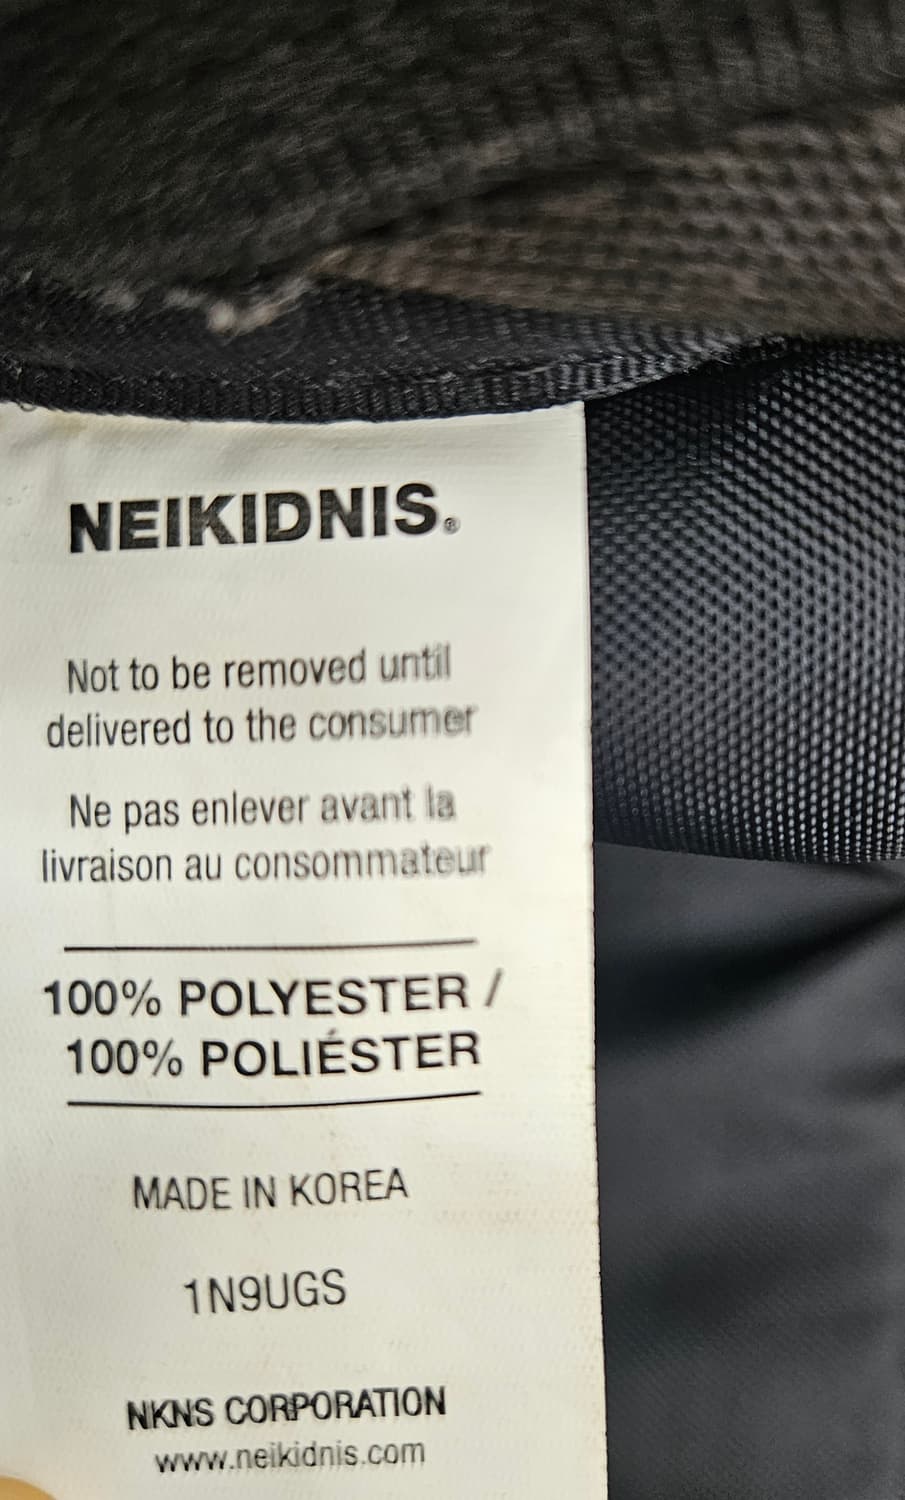 NEIKIDNIS.®
Not to be removed until
delivered to the consumer
Ne pas enlever avant la
livraison au consommateur
100% POLYESTER /
100% POLIÉSTER
MADE IN KOREA
1N9UGS
NKNS CORPORATION
www.neikidnis.com